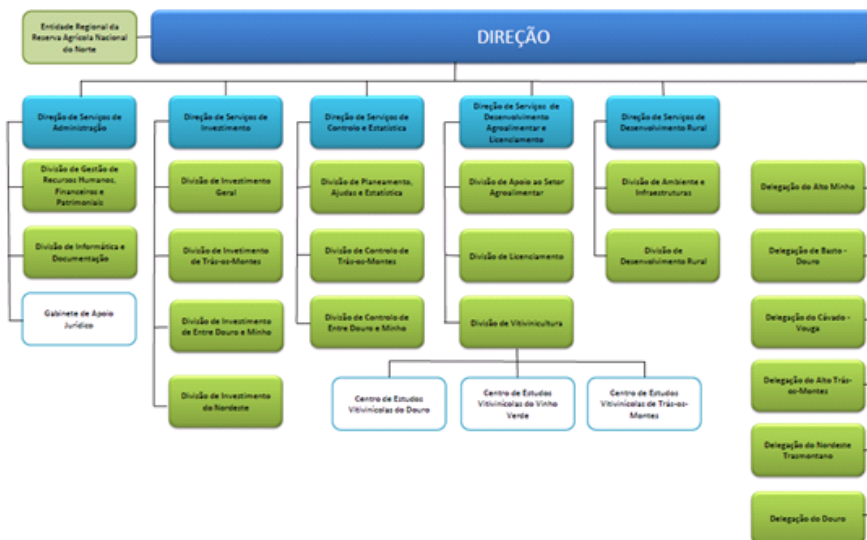 Entidade Regional da
Reserva Agrícola Nacional
do Norte
DIREÇÃO
Direção de Serviços de
Administração
Divisão de Gestão de
Recursos Humanos,
Financeiros e
Patrimoniais
Divisão de Informática e
Documentação
Gabinete de Apoio
Jurídico
Direção de Serviços de
Investimento
Divisão de Investimento
Geral
Divisão de Invetimento
de Trás-os-Montes
Divisão de Investimento
de Entre Douro e Minho
Divisão de Investimento
do Nordeste
Direção de Serviços de
Controlo e Estatística
Divisão de Planeamento,
Ajudas e Estatística
Divisão de Controlo de
Trás-os-Montes
Divisão de Controlo de
Entre Douro e Minho
Direção de Serviços de
Desenvolvimento
Agroalimentar e
Licenciamento
Divisão de Apoio ao Setor
Agroalimentar
Divisão de Licenciamento
Divisão de Vitivinicultura
Centro de Estudos
Vitivinícolas do Douro
Centro de Estudos
Vitivinícolas do Vinho
Verde
Centro de Estudos
Vitivinícolas de Trás-os-
Montes
Direção de Serviços de
Desenvolvimento Rural
Divisão de Ambiente e
Infraestruturas
Divisão de
Desenvolvimento Rural
Delegação do Alto Minho
Delegação de Basto -
Douro
Delegação do Cávado -
Vouga
Delegação do Alto Trás-
os-Montes
Delegação do Nordeste
Trasmontano
Delegação do Douro